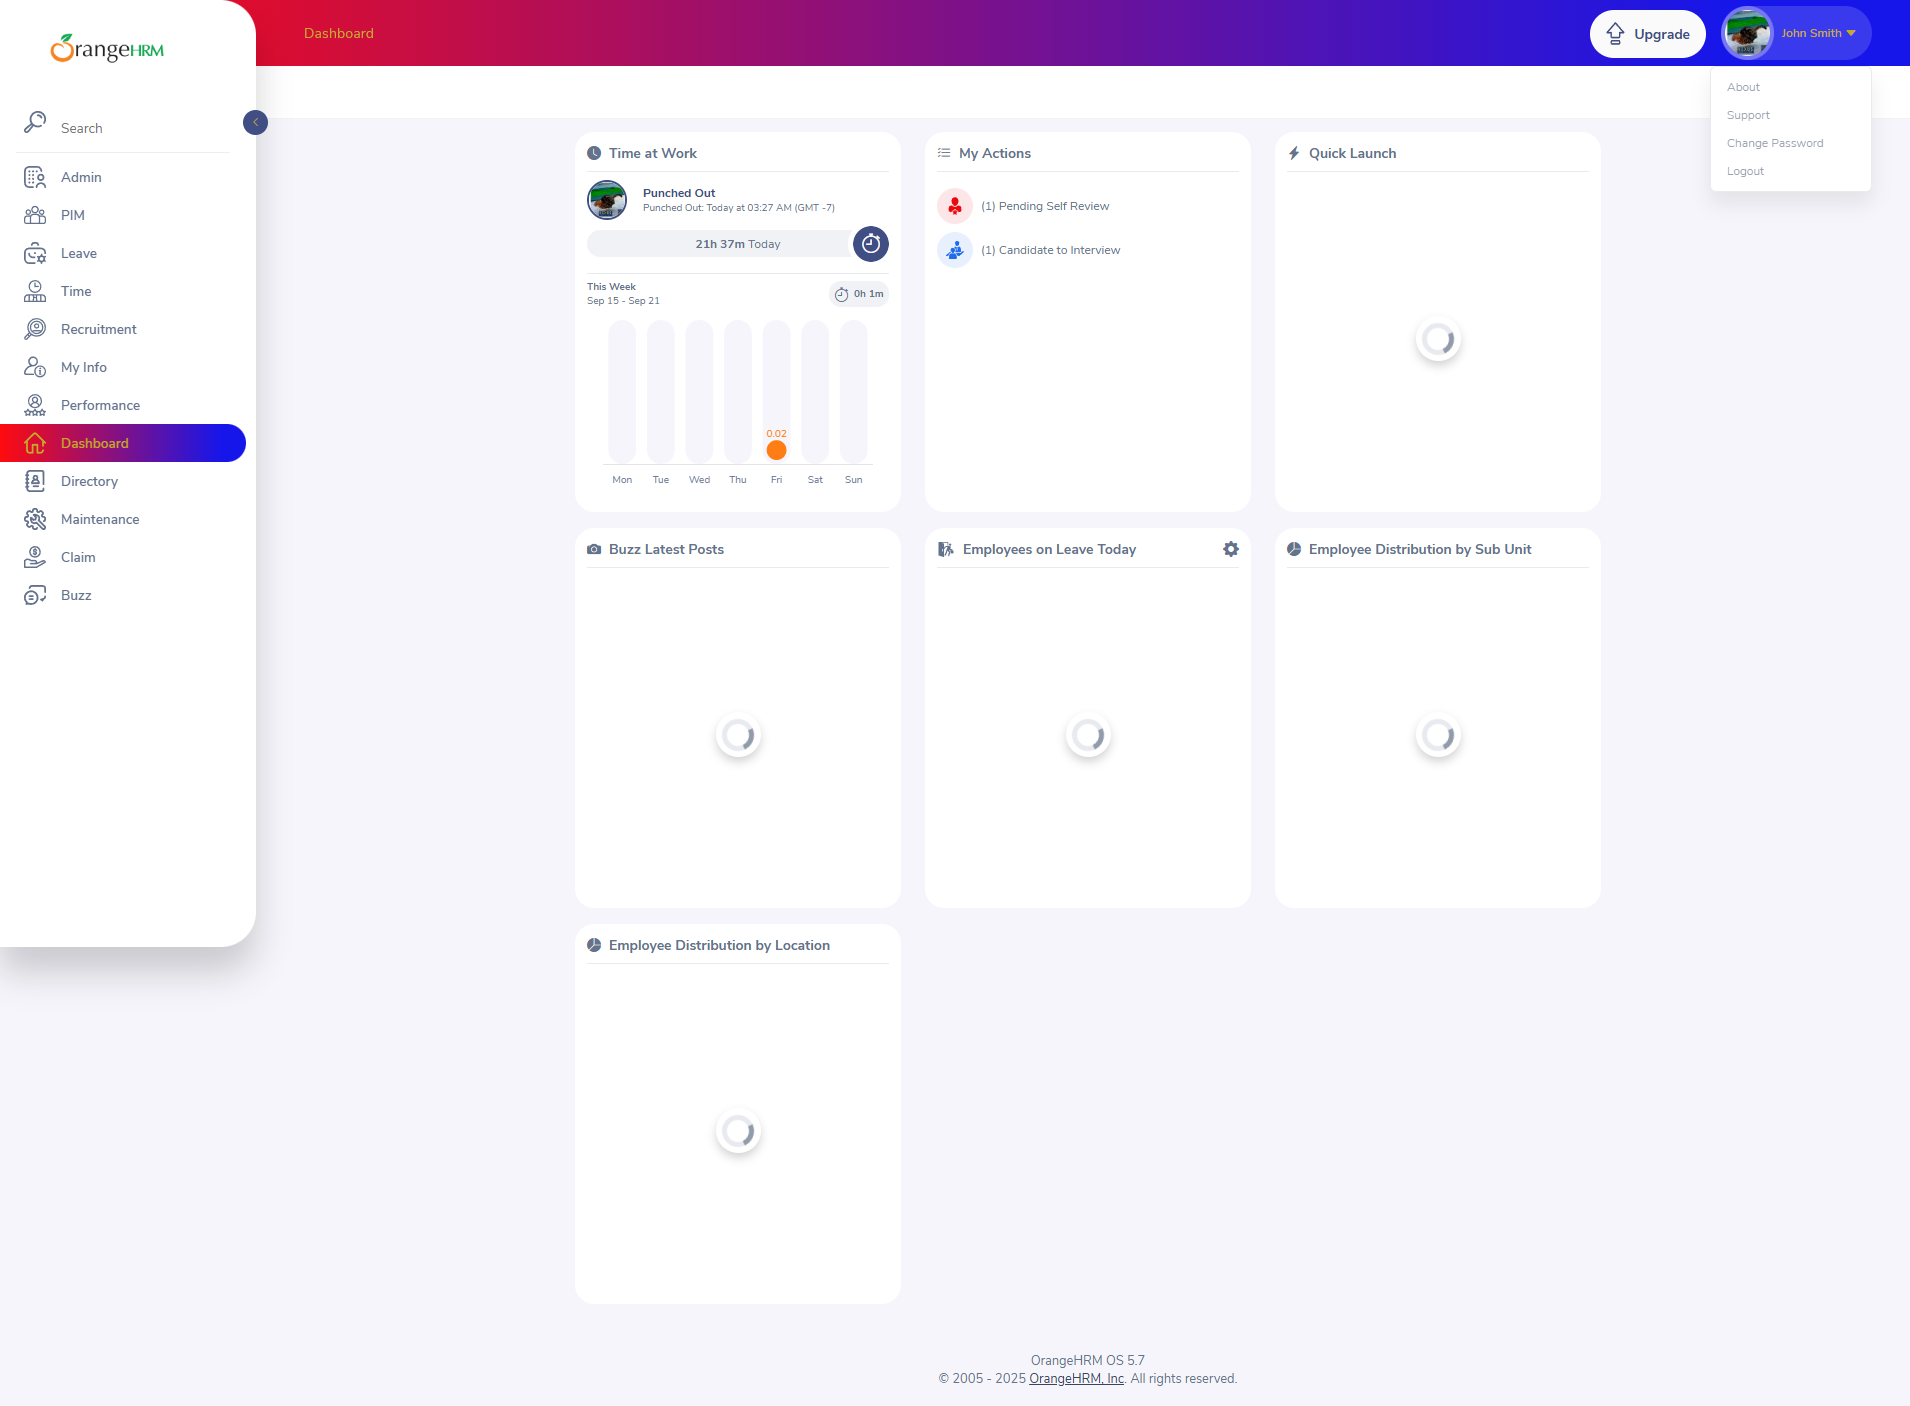 OrangeHRM
Search
Admin
PIM
Leave
Time
Recruitment
My Info
Performance
Dashboard
Directory
Maintenance
Claim
Buzz
Dashboard
Upgrade
John Smith
About
Support
Change Password
Logout
Time at Work
Punched Out
Punched Out: Today at 03:27 AM (GMT -7)
21h 37m Today
This Week
Sep 15 - Sep 21
0h 1m
0.02
Mon Tue Wed Thu Fri Sat Sun
My Actions
(1) Pending Self Review
(1) Candidate to Interview
Quick Launch
Buzz Latest Posts
Employees on Leave Today
Employee Distribution by Sub Unit
Employee Distribution by Location
OrangeHRM OS 5.7
© 2005 - 2025 OrangeHRM, Inc. All rights reserved.